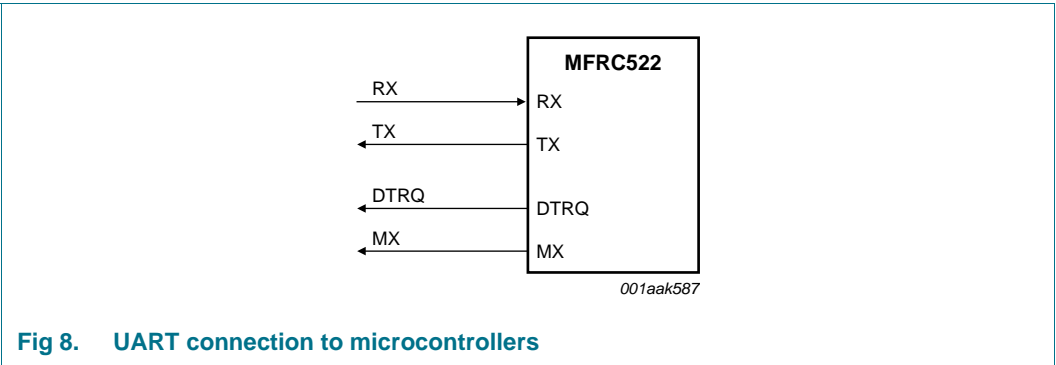 MFRC522
RX RX
TX TX
DTRQ DTRQ
MX MX
001aak587
Fig 8. UART connection to microcontrollers